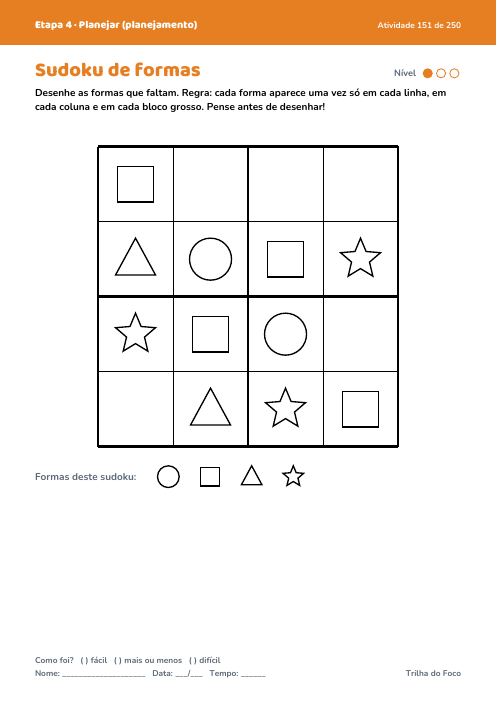 Etapa 4 · Planejar (planejamento)
Atividade 151 de 250
Sudoku de formas
Nível
Desenhe as formas que faltam. Regra: cada forma aparece uma vez só em cada linha, em
cada coluna e em cada bloco grosso. Pense antes de desenhar!
Formas deste sudoku:
Como foi? ( ) fácil ( ) mais ou menos ( ) difícil
Nome: ____________________ Data: ___/___ Tempo: ______
Trilha do Foco